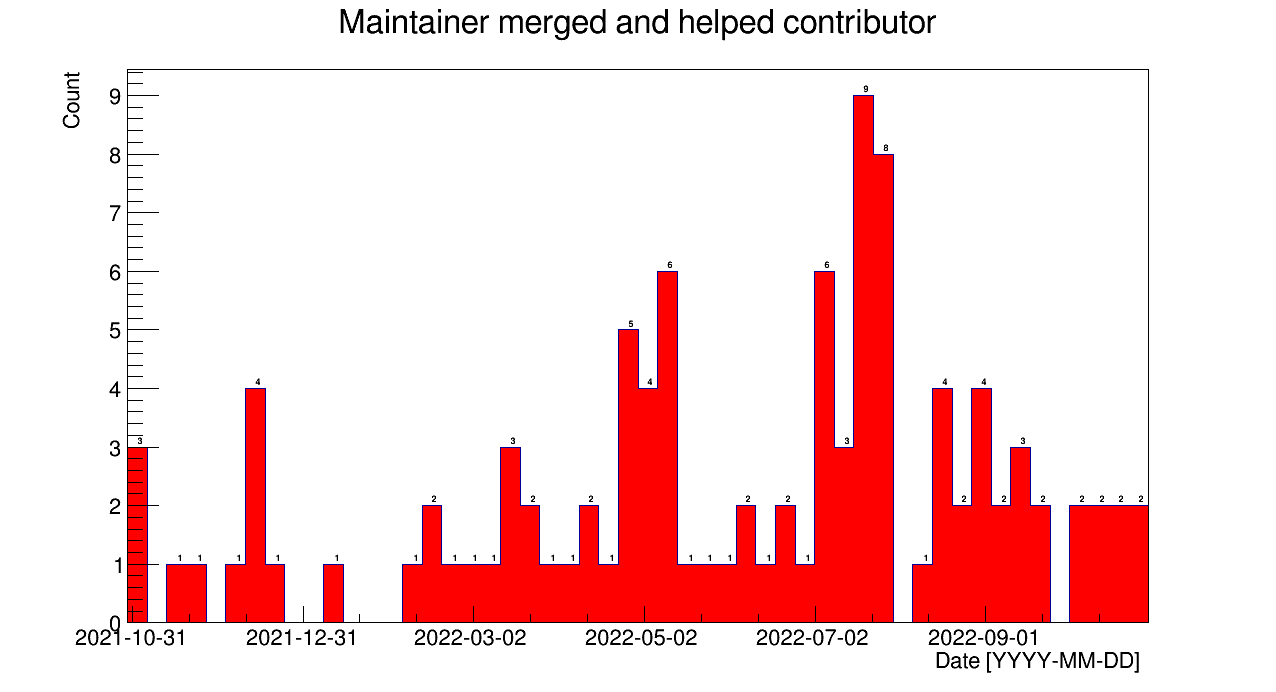 Maintainer merged and helped contributor
Count
9
8
7
6
5
4
3
2
1
0
3 1 1 1 4 1 1 1 2 1 1 1 3 2 1 1 2 1 5 4 6 1 1 1 2 1 2 1 6 3 9 8 1 4 2 4 2 3 2 2 2 2 2
2021-10-31 2021-12-31 2022-03-02 2022-05-02 2022-07-02 2022-09-01
Date [YYYY-MM-DD]